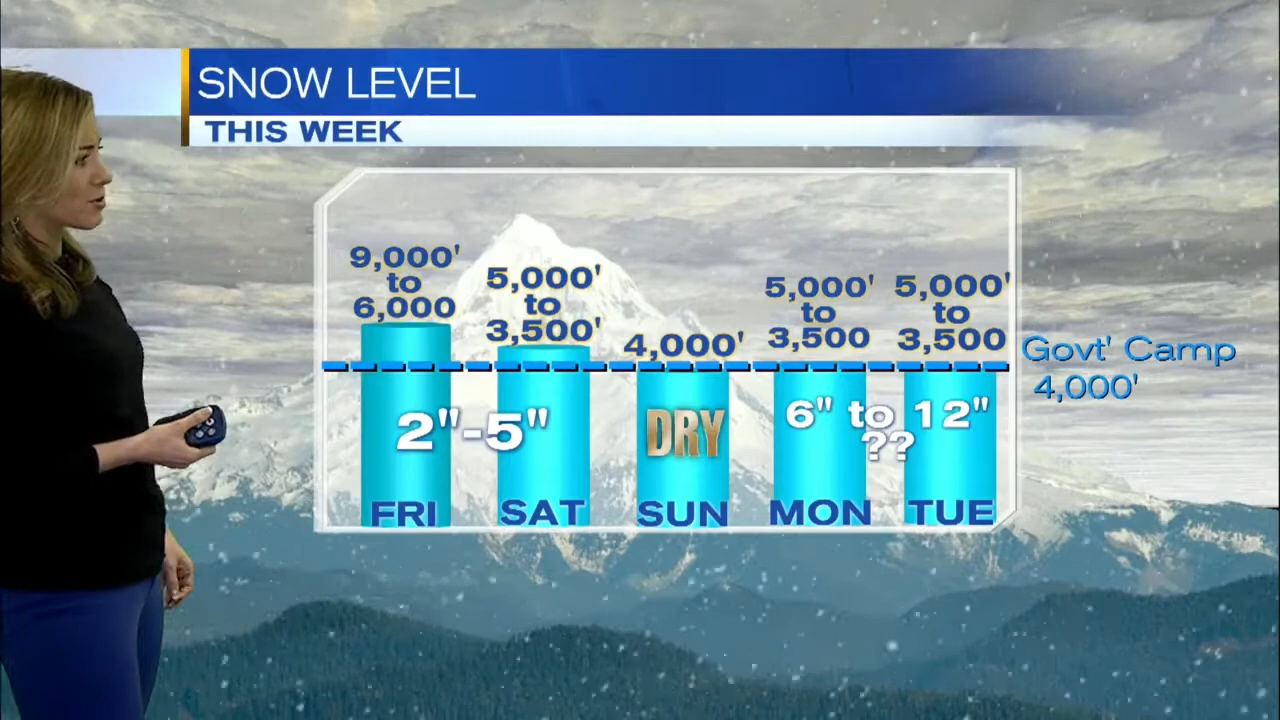 SNOW LEVEL
THIS WEEK
9,000'
to
6,000
5,000'
to
3,500'
4,000'
5,000'
to
3,500
5,000'
to
3,500
Govt' Camp
4,000'
2"-5"
DRY
6" to 12"
??
FRI
SAT
SUN
MON
TUE